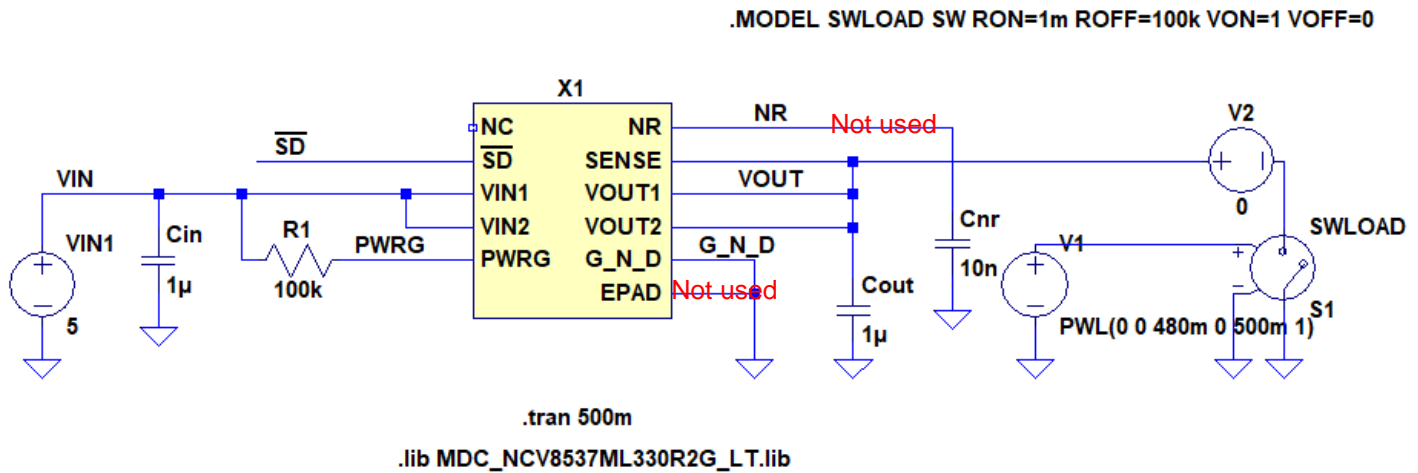 .MODEL SWLOAD SW RON=1m ROFF=100k VON=1 VOFF=0
X1
NC
NR
NR
Not used
V2
SD
SD
SENSE
VIN
VIN1
VOUT1
VOUT
0
VIN1
Cin
R1
VIN2
VOUT2
Cnr
SWLOAD
PWRG
PWRG
G_N_D
G_N_D
V1
1µ
100k
EPAD
Not used
Cout
10n
5
1µ
PWL(0 0 480m 0 500m 1)
S1
.tran 500m
.lib MDC_NCV8537ML330R2G_LT.lib